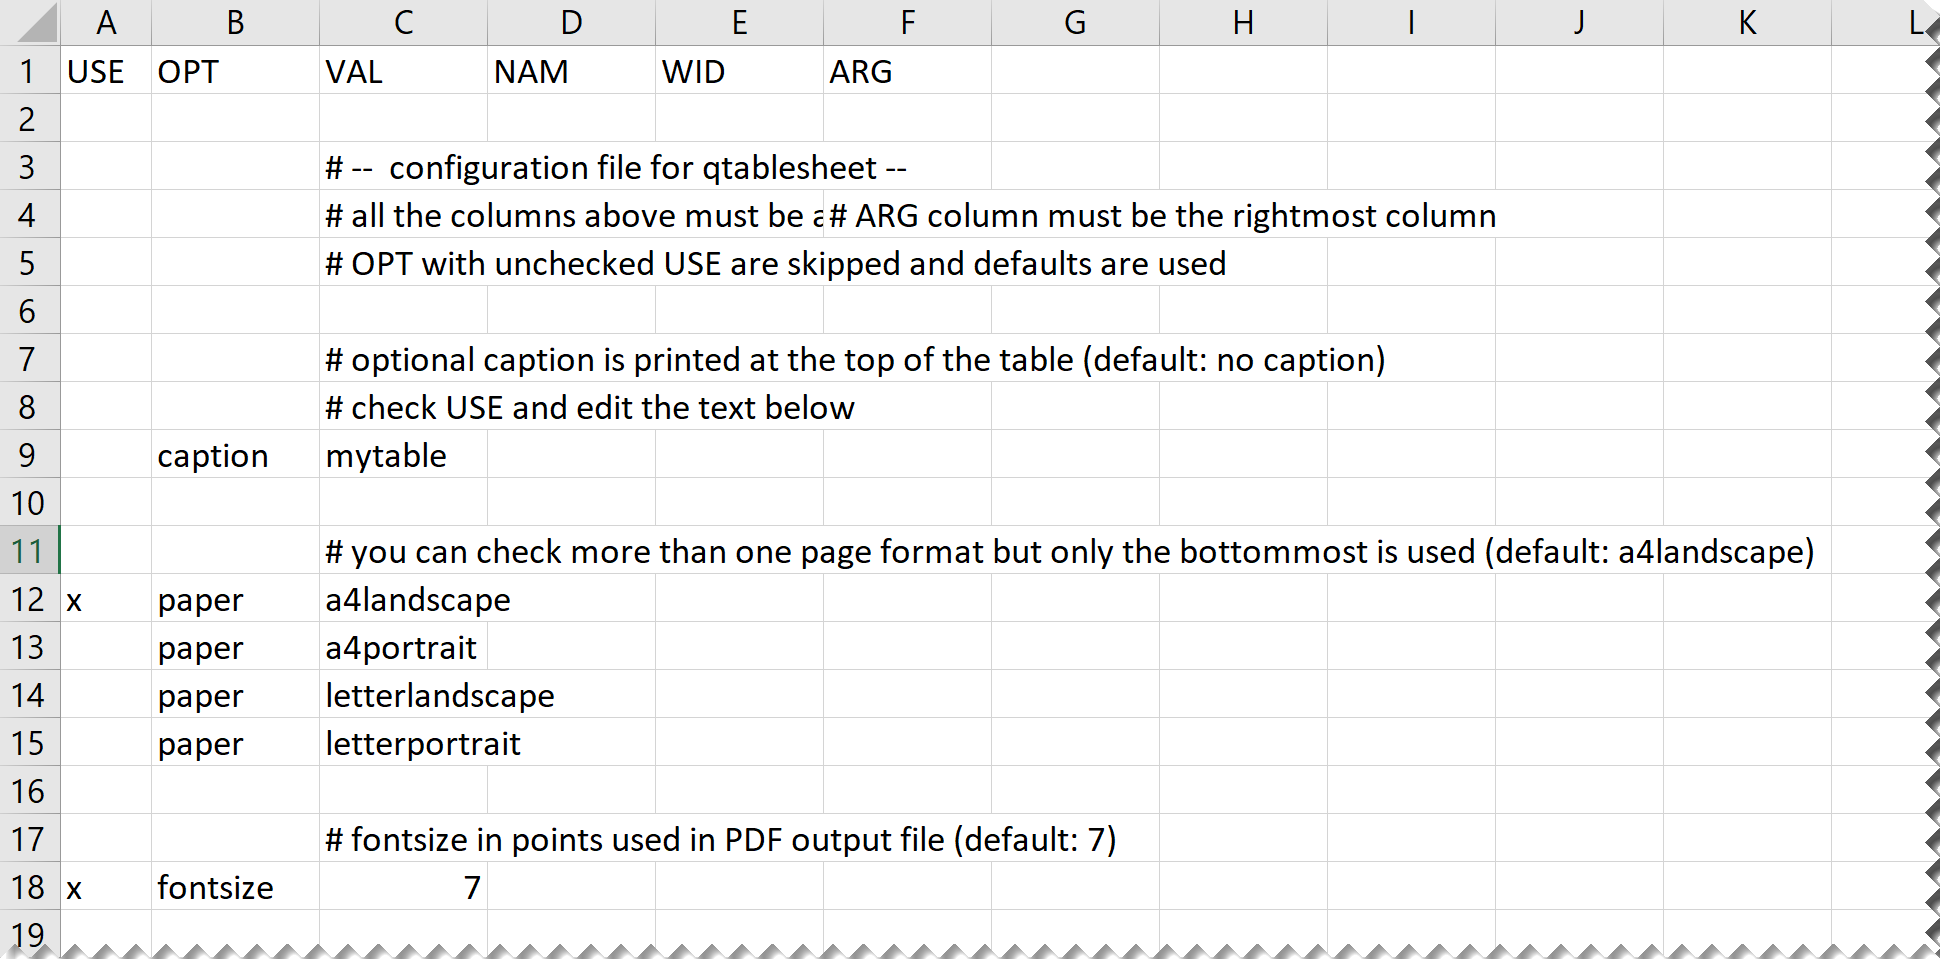 A B C D E F G H I J K L
1 USE OPT VAL NAM WID ARG
2
3 # -- configuration file for qtablesheet --
4 # all the columns above must be # ARG column must be the rightmost column
5 # OPT with unchecked USE are skipped and defaults are used
6
7 # optional caption is printed at the top of the table (default: no caption)
8 # check USE and edit the text below
9 caption mytable
10
11 # you can check more than one page format but only the bottommost is used (default: a4landscape)
12 x paper a4landscape
13 paper a4portrait
14 paper letterlandscape
15 paper letterportrait
16
17 # fontsize in points used in PDF output file (default: 7)
18 x fontsize 7
19